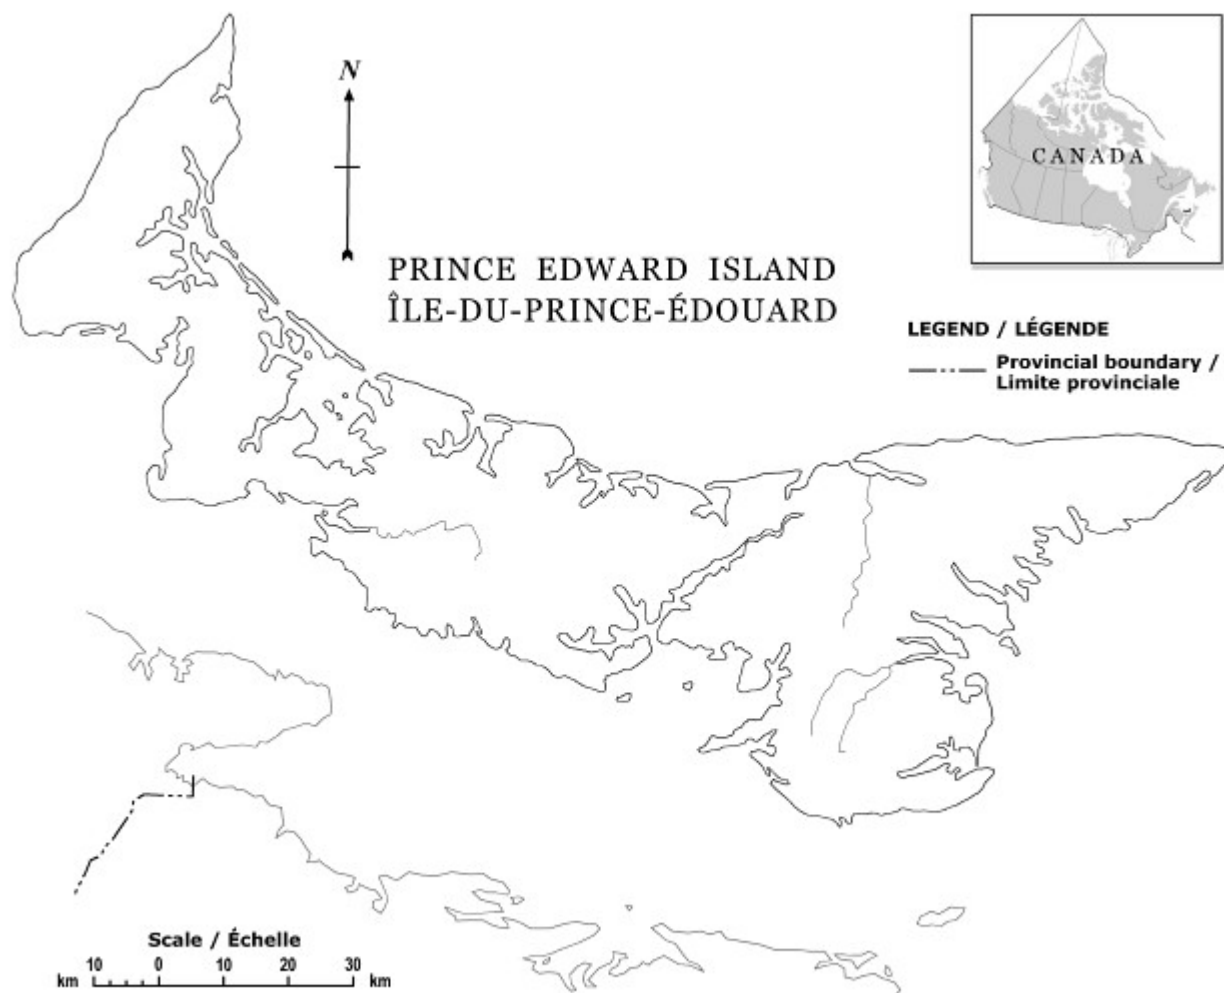 N
CANADA
PRINCE EDWARD ISLAND
ÎLE-DU-PRINCE-ÉDOUARD
LEGEND / LÉGENDE
Provincial boundary /
Limite provinciale
Scale / Échelle
km 10 0 10 20 30 km